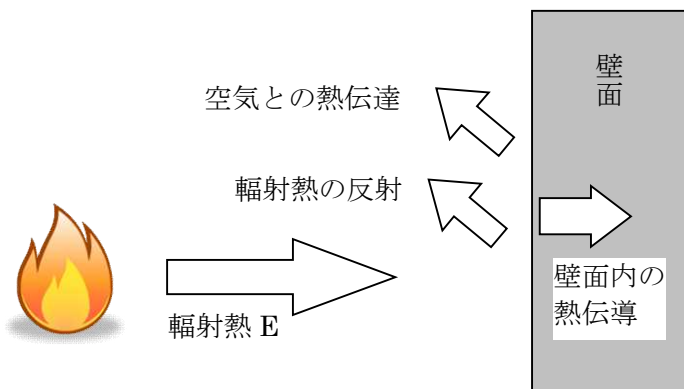 壁面
空気との熱伝達
輻射熱の反射
壁面内の
熱伝導
輻射熱 E